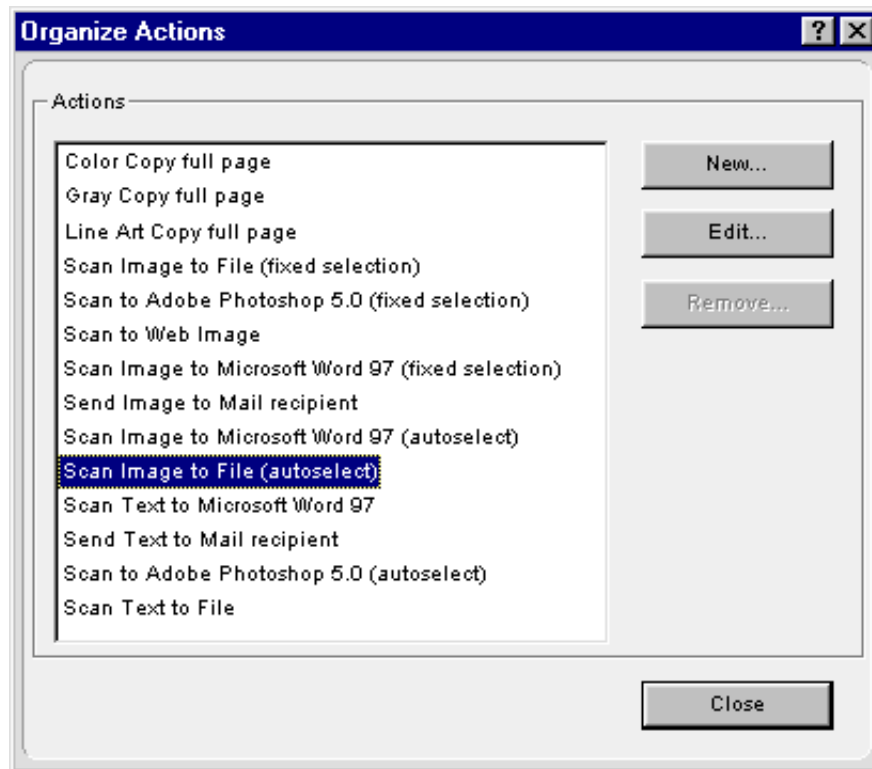 Organize Actions
Actions
Color Copy full page
Gray Copy full page
Line Art Copy full page
Scan Image to File (fixed selection)
Scan to Adobe Photoshop 5.0 (fixed selection)
Scan to Web Image
Scan Image to Microsoft Word 97 (fixed selection)
Send Image to Mail recipient
Scan Image to Microsoft Word 97 (autoselect)
Scan Image to File (autoselect)
Scan Text to Microsoft Word 97
Send Text to Mail recipient
Scan to Adobe Photoshop 5.0 (autoselect)
Scan Text to File
New...
Edit...
Remove...
Close